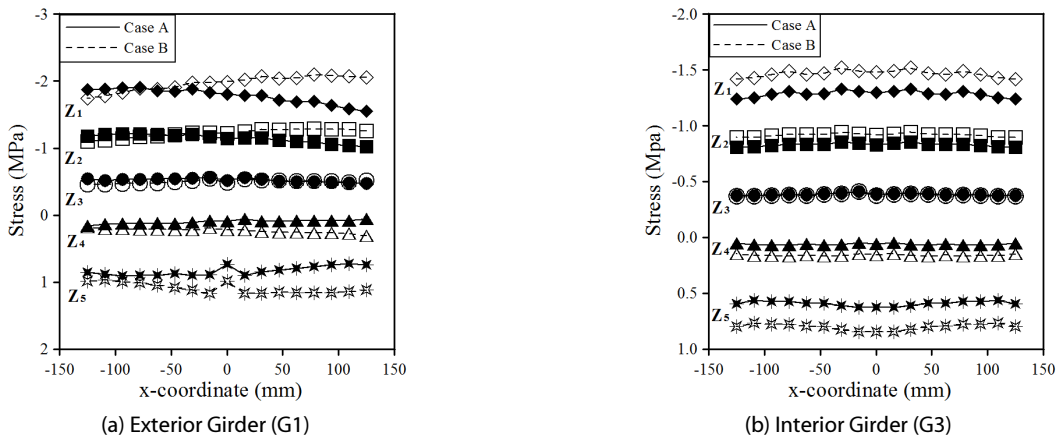 -3
Case A
Case B
-2
Z1
-1
Z2
Z3
0
Z4
1
Z5
2
-150 -100 -50 0 50 100 150
Stress (MPa)
x-coordinate (mm)
(a) Exterior Girder (G1)
-2.0
Case A
Case B
-1.5
Z1
-1.0
Z2
-0.5
Z3
0.0
Z4
0.5
Z5
1.0
-150 -100 -50 0 50 100 150
Stress (Mpa)
x-coordinate (mm)
(b) Interior Girder (G3)